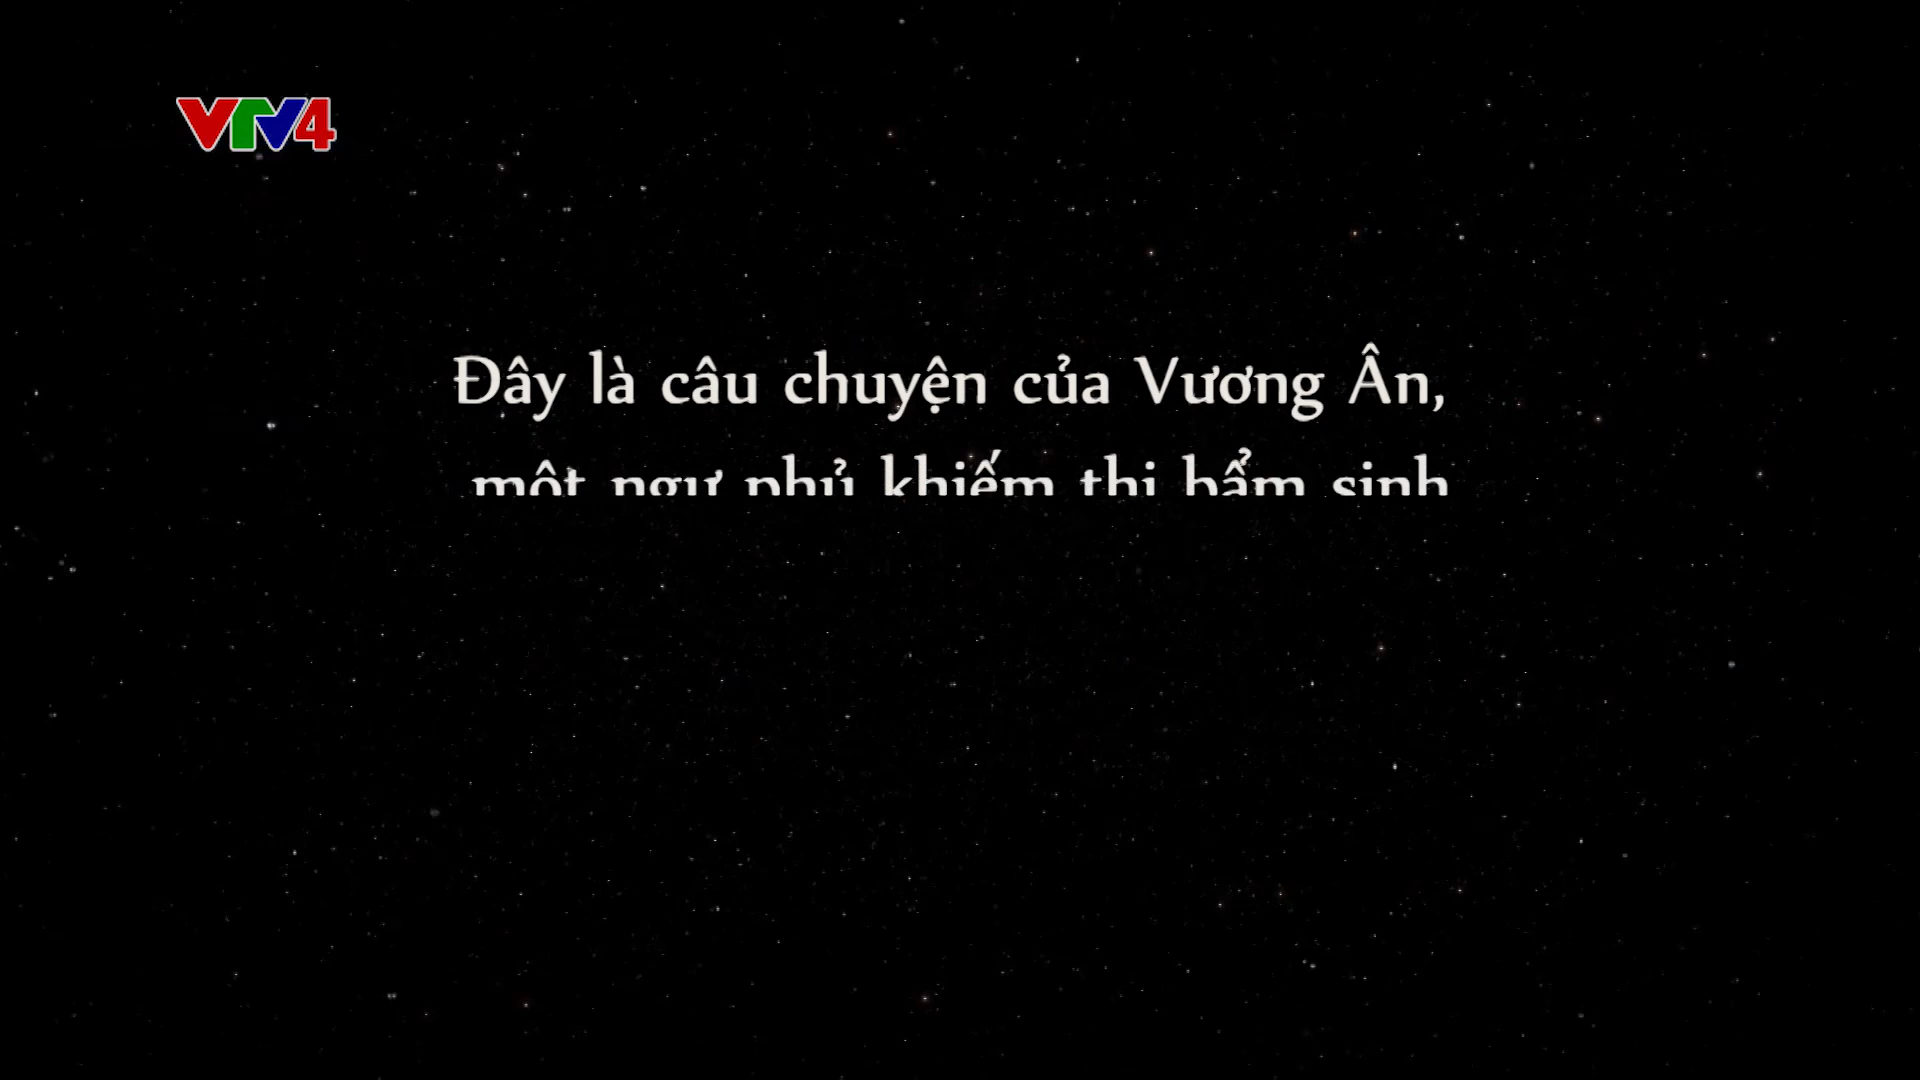 VTV4
Đây là câu chuyện của Vương Ân,
một ngư phủ khiếm thị bẩm sinh